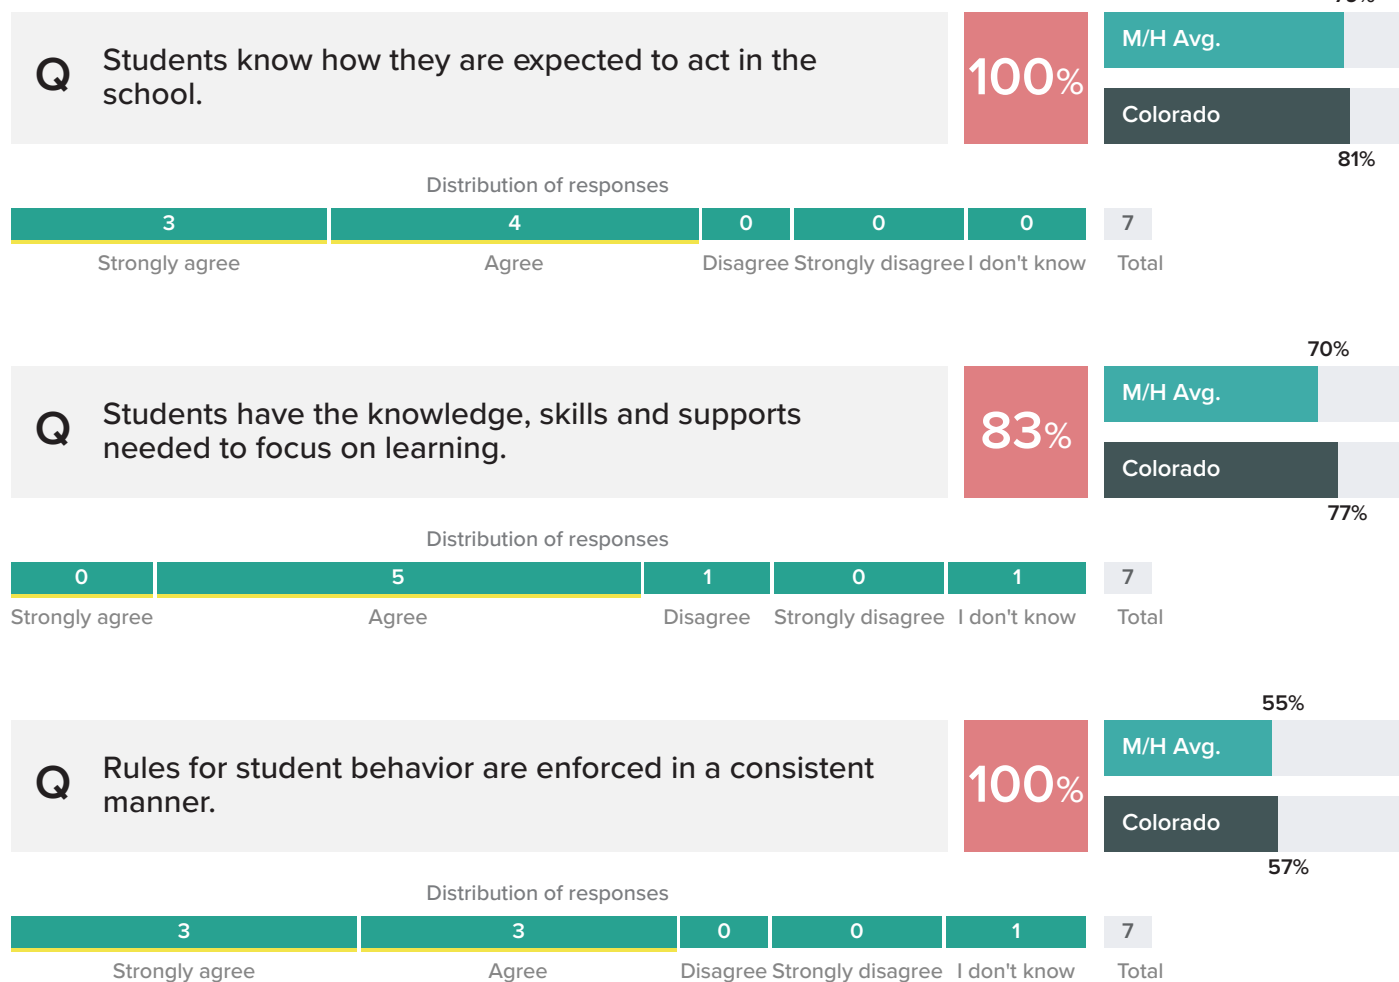 Q
Students know how they are expected to act in the
school.
100%
M/H Avg.
Colorado
81%
Distribution of responses
3 4 0 0 0 7
Strongly agree Agree Disagree Strongly disagree I don't know Total
70%
Q
Students have the knowledge, skills and supports
needed to focus on learning.
83%
M/H Avg.
Colorado
77%
Distribution of responses
0 5 1 0 1 7
Strongly agree Agree Disagree Strongly disagree I don't know Total
55%
Q
Rules for student behavior are enforced in a consistent
manner.
100%
M/H Avg.
Colorado
57%
Distribution of responses
3 3 0 0 1 7
Strongly agree Agree Disagree Strongly disagree I don't know Total